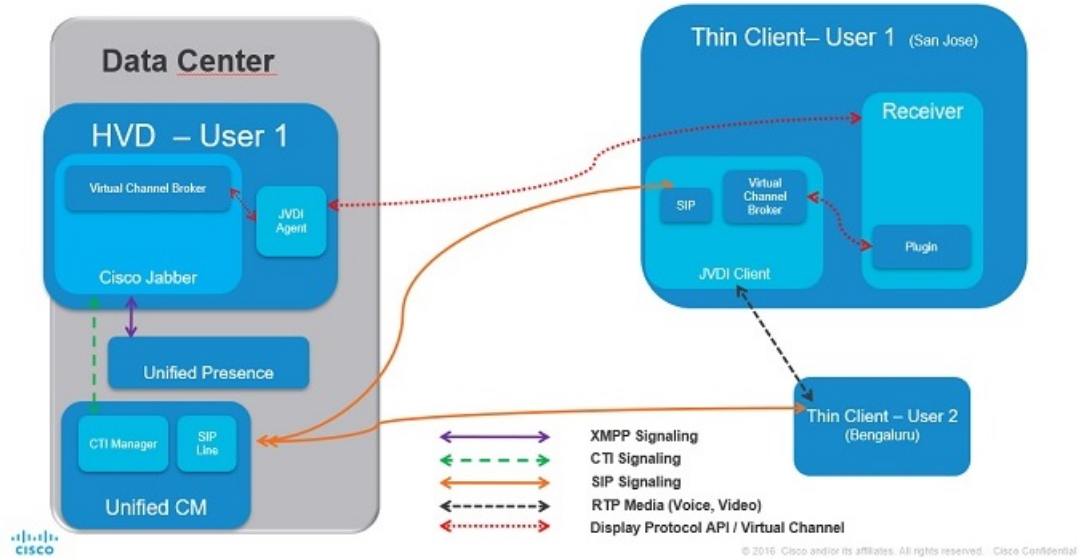 Data Center
HVD – User 1
Virtual Channel Broker
JVDI
Agent
Cisco Jabber
Unified Presence
CTI Manager
SIP
Line
Unified CM
Thin Client– User 1 (San Jose)
Receiver
SIP
Virtual
Channel
Broker
Plugin
JVDI Client
Thin Client – User 2
(Bengaluru)
XMPP Signaling
CTI Signaling
SIP Signaling
RTP Media (Voice, Video)
Display Protocol API / Virtual Channel
CISCO
© 2016 Cisco and/or its affiliates. All rights reserved. Cisco Confidential